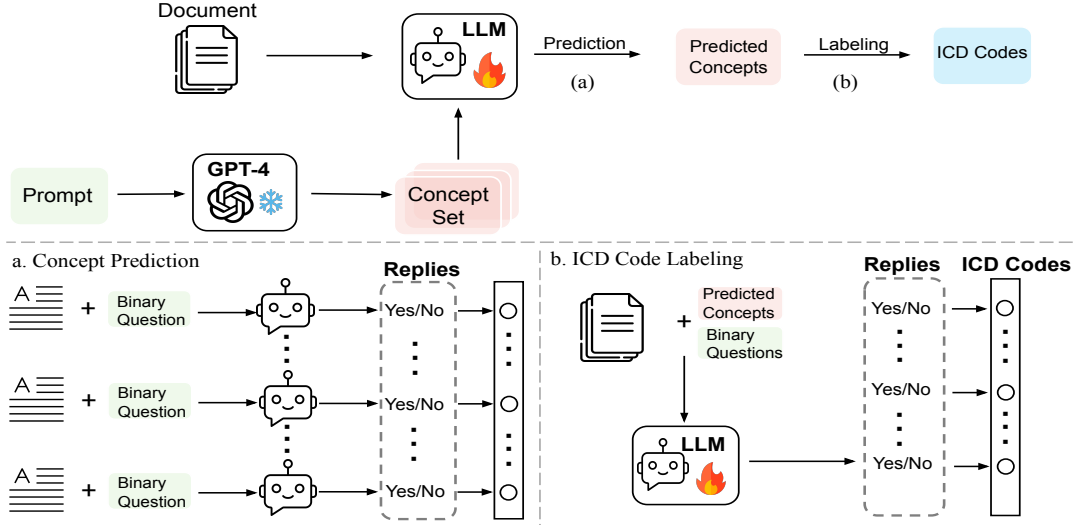 Document
LLM
Prediction
(a)
Predicted
Concepts
Labeling
(b)
ICD Codes
Prompt
GPT-4
Concept
Set
a. Concept Prediction
Replies
A
+
Binary
Question
Yes/No
A
+
Binary
Question
Yes/No
A
+
Binary
Question
Yes/No
b. ICD Code Labeling
Replies
ICD Codes
+
Predicted
Concepts
Binary
Questions
LLM
Yes/No
Yes/No
Yes/No